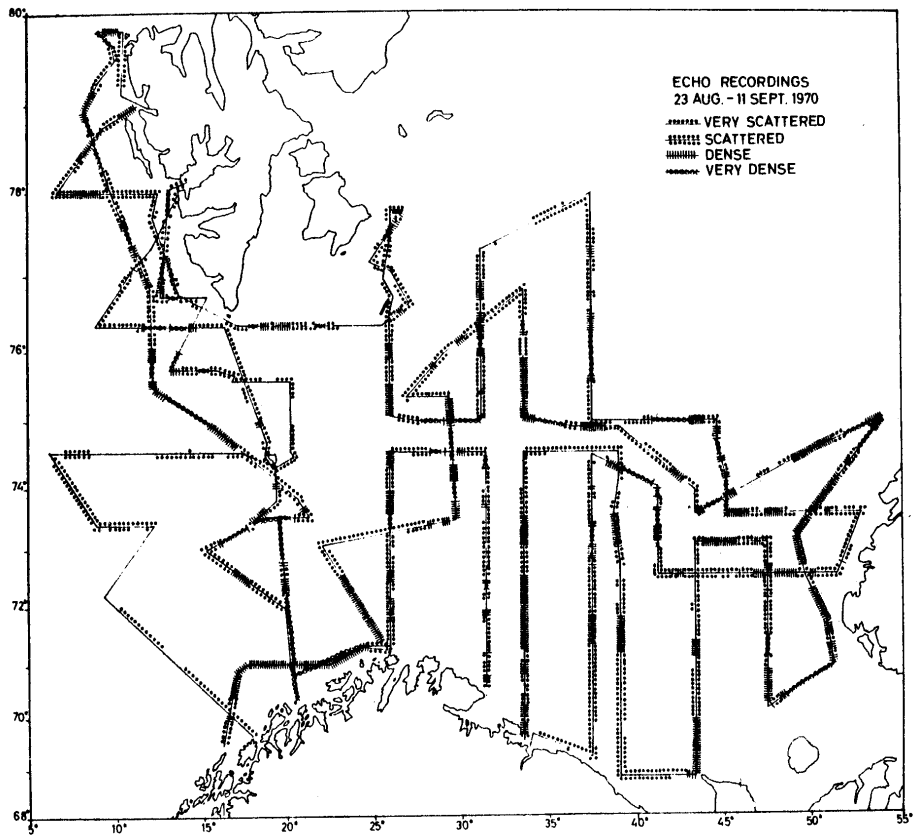 80°
ECHO RECORDINGS
23 AUG. - 11 SEPT. 1970
VERY SCATTERED
SCATTERED
DENSE
VERY DENSE
78°
76°
74°
72°
70°
68°
5° 10° 15° 20° 25° 30° 35° 40° 45° 50° 55°